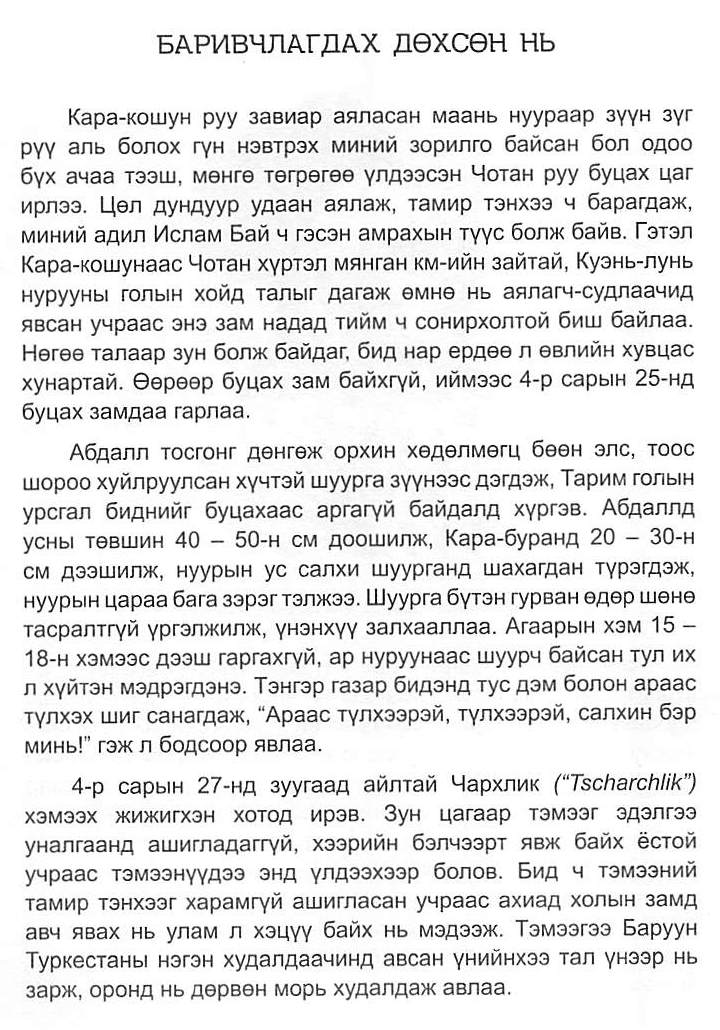 БАРИВЧЛАГДАХ ДӨХСӨН НЬ
Кара-кошун руу завиар аяласан маань нуураар зүүн зүг
рүү аль болох гүн нэвтрэх миний зорилго байсан бол одоо
бүх ачаа тээш, мөнгө төгрөгөө үлдээсэн Чотан руу буцах цаг
ирлээ. Цөл дундуур удаан аялаж, тамир тэнхээ ч барагдаж,
миний адил Ислам Бай ч гэсэн амрахын түүс болж байв. Гэтэл
Кара-кошунаас Чотан хүртэл мянган км-ийн зайтай, Куэнь-лунь
нурууны голын хойд талыг дагаж өмнө нь аялагч-судлаачид
явсан учраас энэ зам надад тийм ч сонирхолтой биш байлаа.
Нөгөө талаар зун болж байдаг, бид нар ердөө л өвлийн хувцас
хунартай. Өөрөөр буцах зам байхгүй, иймээс 4-р сарын 25-нд
буцах замдаа гарлаа.
Абдалл тосгонг дөнгөж орхин хөдөлмөгц бөөн элс, тоос
шороо хуйлруулсан хүчтэй шуурга зүүнээс дэгдэж, Тарим голын
урсгал биднийг буцахаас аргагүй байдалд хүргэв. Абдаллд
усны төвшин 40 – 50-н см доошилж, Кара-буранд 20 – 30-н
см дээшилж, нуурын ус салхи шуурганд шахагдан түрэгдэж,
нуурын цараа бага зэрэг тэлжээ. Шуурга бүтэн гурван өдөр шөнө
тасралтгүй үргэлжилж, үнэнхүү залхааллаа. Агаарын хэм 15 –
18-н хэмээс дээш гаргахгүй, ар нуруунаас шуурч байсан тул их
л хүйтэн мэдрэгдэнэ. Тэнгэр газар бидэнд тус дэм болон араас
түлхэх шиг санагдаж, “Араас түлхээрэй, түлхээрэй, салхин бэр
минь!” гэж л бодсоор явлаа.
4-р сарын 27-нд зуугаад айлтай Чархлик (“Tscharchlik”)
хэмээх жижигхэн хотод ирэв. Зун цагаар тэмээг эдэлгээ
уналгаанд ашигладаггүй, хээрийн бэлчээрт явж байх ёстой
учраас тэмээнүүдээ энд үлдээхээр болов. Бид ч тэмээний
тамир тэнхээг харамгүй ашигласан учраас ахиад холын замд
авч явах нь улам л хэцүү байх нь мэдээж. Тэмээгээ Баруун
Туркестаны нэгэн худалдаачинд авсан үнийнхээ тал үнээр нь
зарж, оронд нь дөрвөн морь худалдаж авлаа.